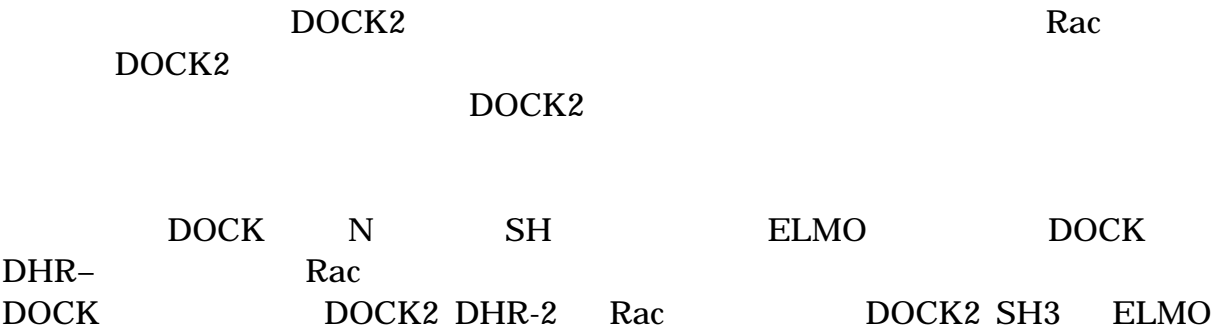 DOCK2 Rac
DOCK2
DOCK2
DOCK N SH ELMO DOCK
DHR– Rac
DOCK DOCK2 DHR-2 Rac DOCK2 SH3 ELMO